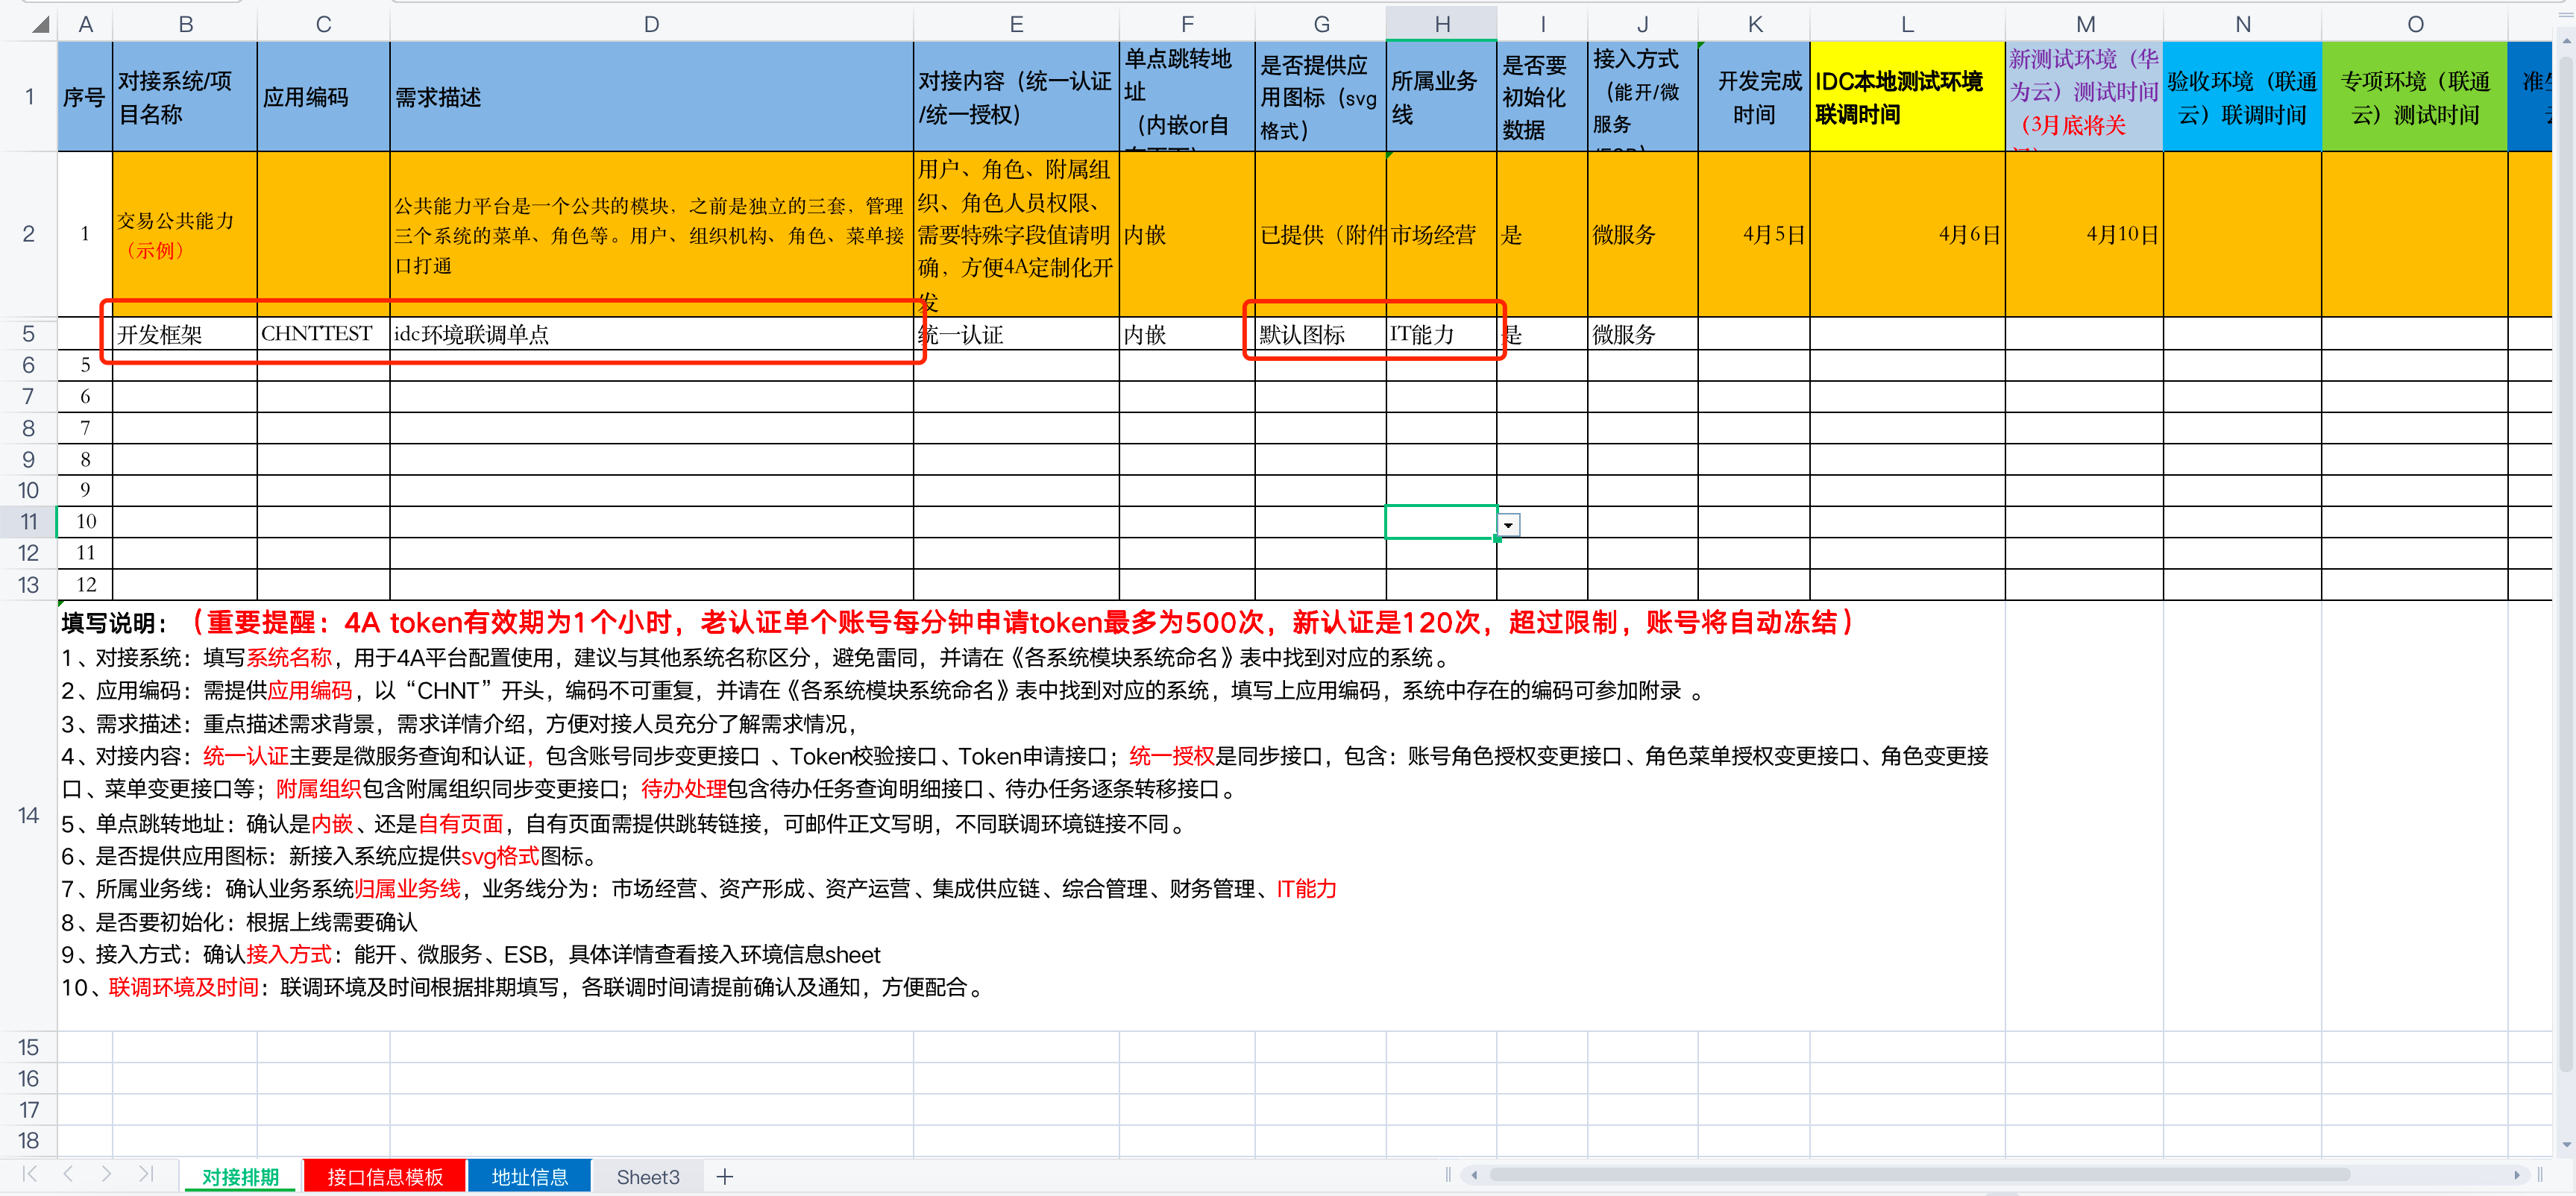 A B C D E F G H I J K L M N O
1
序号
对接系统/项
目名称
应用编码
需求描述
对接内容（统一认证
/统一授权）
单点跳转地
址
（内嵌or自
是否提供应
用图标（svg
格式）
所属业务
线
是否要
初始化
数据
接入方式
（能开/微
服务
开发完成
时间
IDC本地测试环境
联调时间
新测试环境（华
为云）测试时间
（3月底将关
验收环境（联通
云）联调时间
专项环境（联通
云）测试时间
2
1
交易公共能力
（示例）
公共能力平台是一个公共的模块，之前是独立的三套，管理
三个系统的菜单、角色等。用户、组织机构、角色、菜单接
口打通
用户、角色、附属组
织、角色人员权限、
需要特殊字段值请明
确，方便4A定制化开
发
内嵌
已提供（附件
市场经营
是
微服务
4月5日
4月6日
4月10日
5 开发框架 CHNTTEST idc环境联调单点 统一认证 内嵌 默认图标 IT能力 是 微服务
6 5
7 6
8 7
9 8
10 9
11 10
12 11
13 12
14
填写说明：（重要提醒：4A token有效期为1个小时，老认证单个账号每分钟申请token最多为500次，新认证是120次，超过限制，账号将自动冻结）
1、对接系统：填写系统名称，用于4A平台配置使用，建议与其他系统名称区分，避免雷同，并请在《各系统模块系统命名》表中找到对应的系统。
2、应用编码：需提供应用编码，以“CHNT”开头，编码不可重复，并请在《各系统模块系统命名》表中找到对应的系统，填写上应用编码，系统中存在的编码可参加附录 。
3、需求描述：重点描述需求背景，需求详情介绍，方便对接人员充分了解需求情况，
4、对接内容：统一认证主要是微服务查询和认证，包含账号同步变更接口 、Token校验接口、Token申请接口；统一授权是同步接口，包含：账号角色授权变更接口、角色菜单授权变更接口、角色变更接
口、菜单变更接口等；附属组织包含附属组织同步变更接口；待办处理包含待办任务查询明细接口、待办任务逐条转移接口。
5、单点跳转地址：确认是内嵌、还是自有页面，自有页面需提供跳转链接，可邮件正文写明，不同联调环境链接不同。
6、是否提供应用图标：新接入系统应提供svg格式图标。
7、所属业务线：确认业务系统归属业务线，业务线分为：市场经营、资产形成、资产运营、集成供应链、综合管理、财务管理、IT能力
8、是否要初始化：根据上线需要确认
9、接入方式：确认接入方式：能开、微服务、ESB，具体详情查看接入环境信息sheet
10、联调环境及时间：联调环境及时间根据排期填写，各联调时间请提前确认及通知，方便配合。
15
16
17
18
对接排期 接口信息模板 地址信息 Sheet3